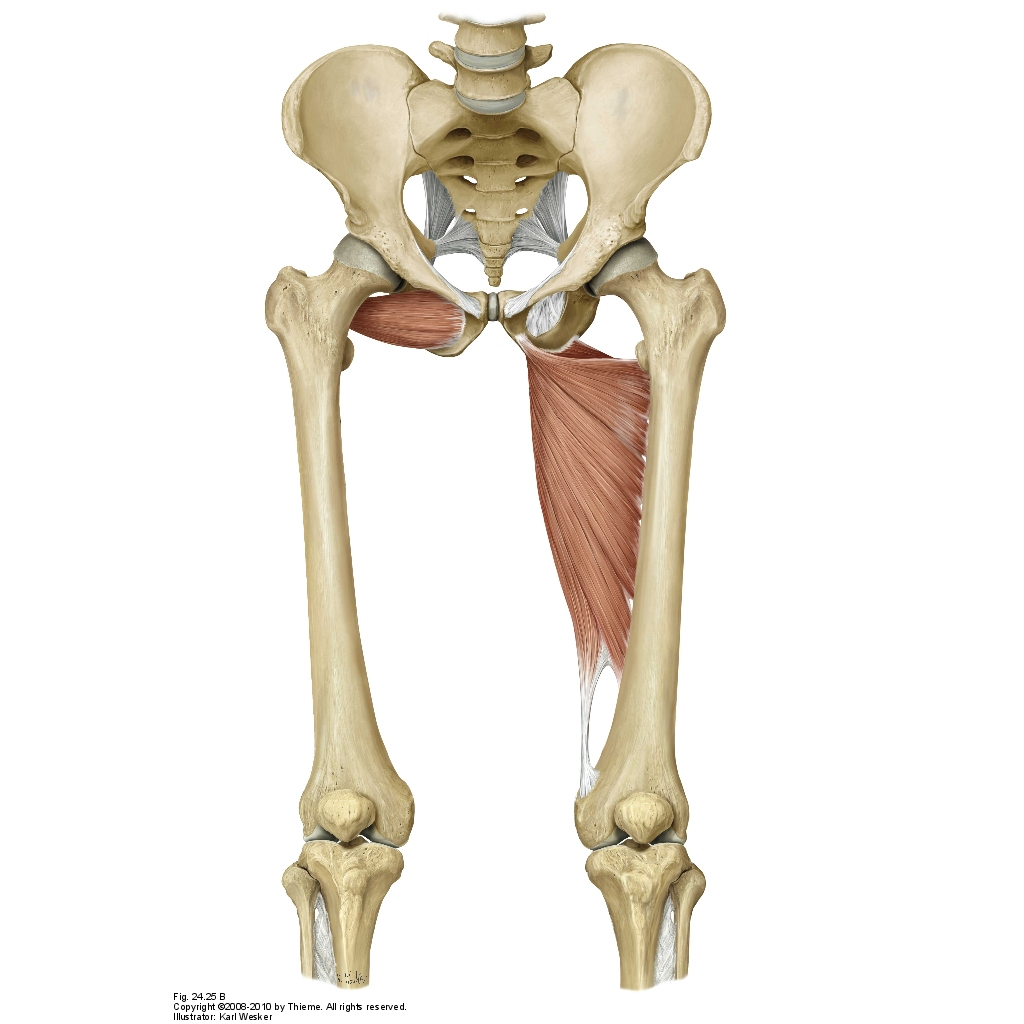 Fig. 24.25 B
Copyright ©2008-2010 by Thieme. All rights reserved.
Illustrator: Karl Wesker